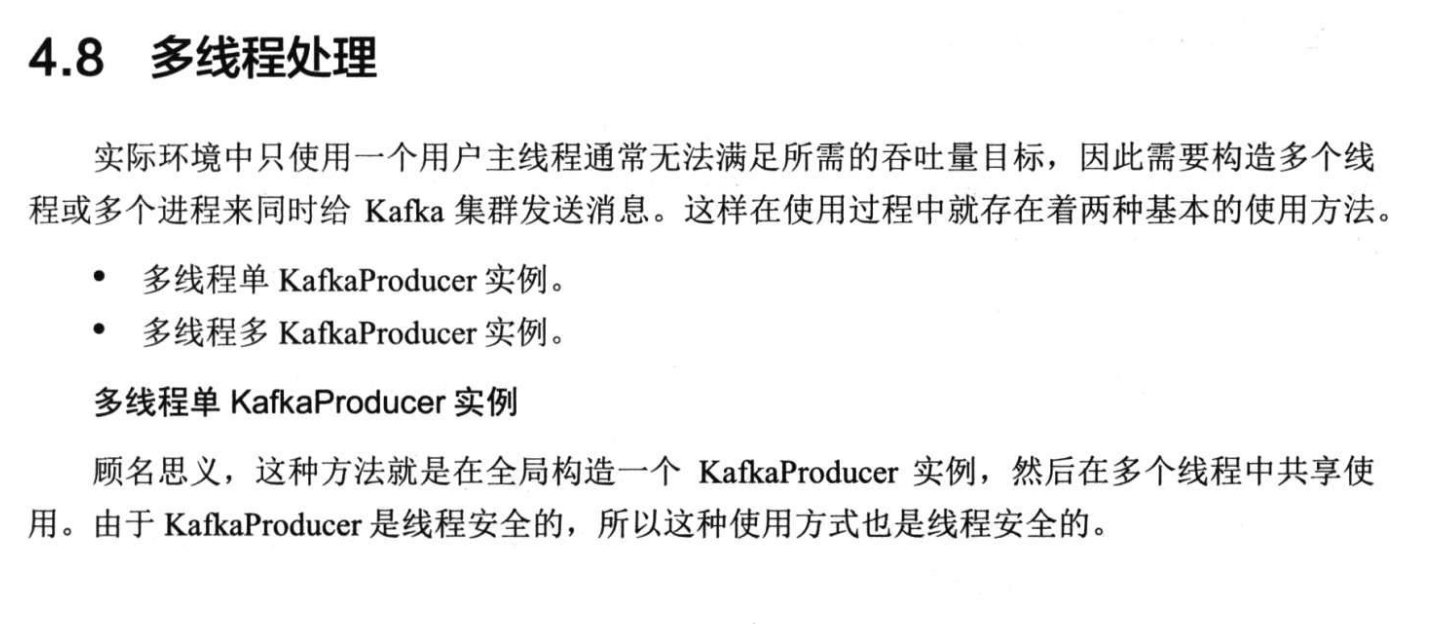 4.8 多线程处理
实际环境中只使用一个用户主线程通常无法满足所需的吞吐量目标，因此需要构造多个线
程或多个进程来同时给 Kafka 集群发送消息。这样在使用过程中就存在着两种基本的使用方法。
• 多线程单 KafkaProducer 实例。
• 多线程多 KafkaProducer 实例。
多线程单 KafkaProducer 实例
顾名思义，这种方法就是在全局构造一个 KafkaProducer 实例，然后在多个线程中共享使
用。由于 KafkaProducer 是线程安全的，所以这种使用方式也是线程安全的。